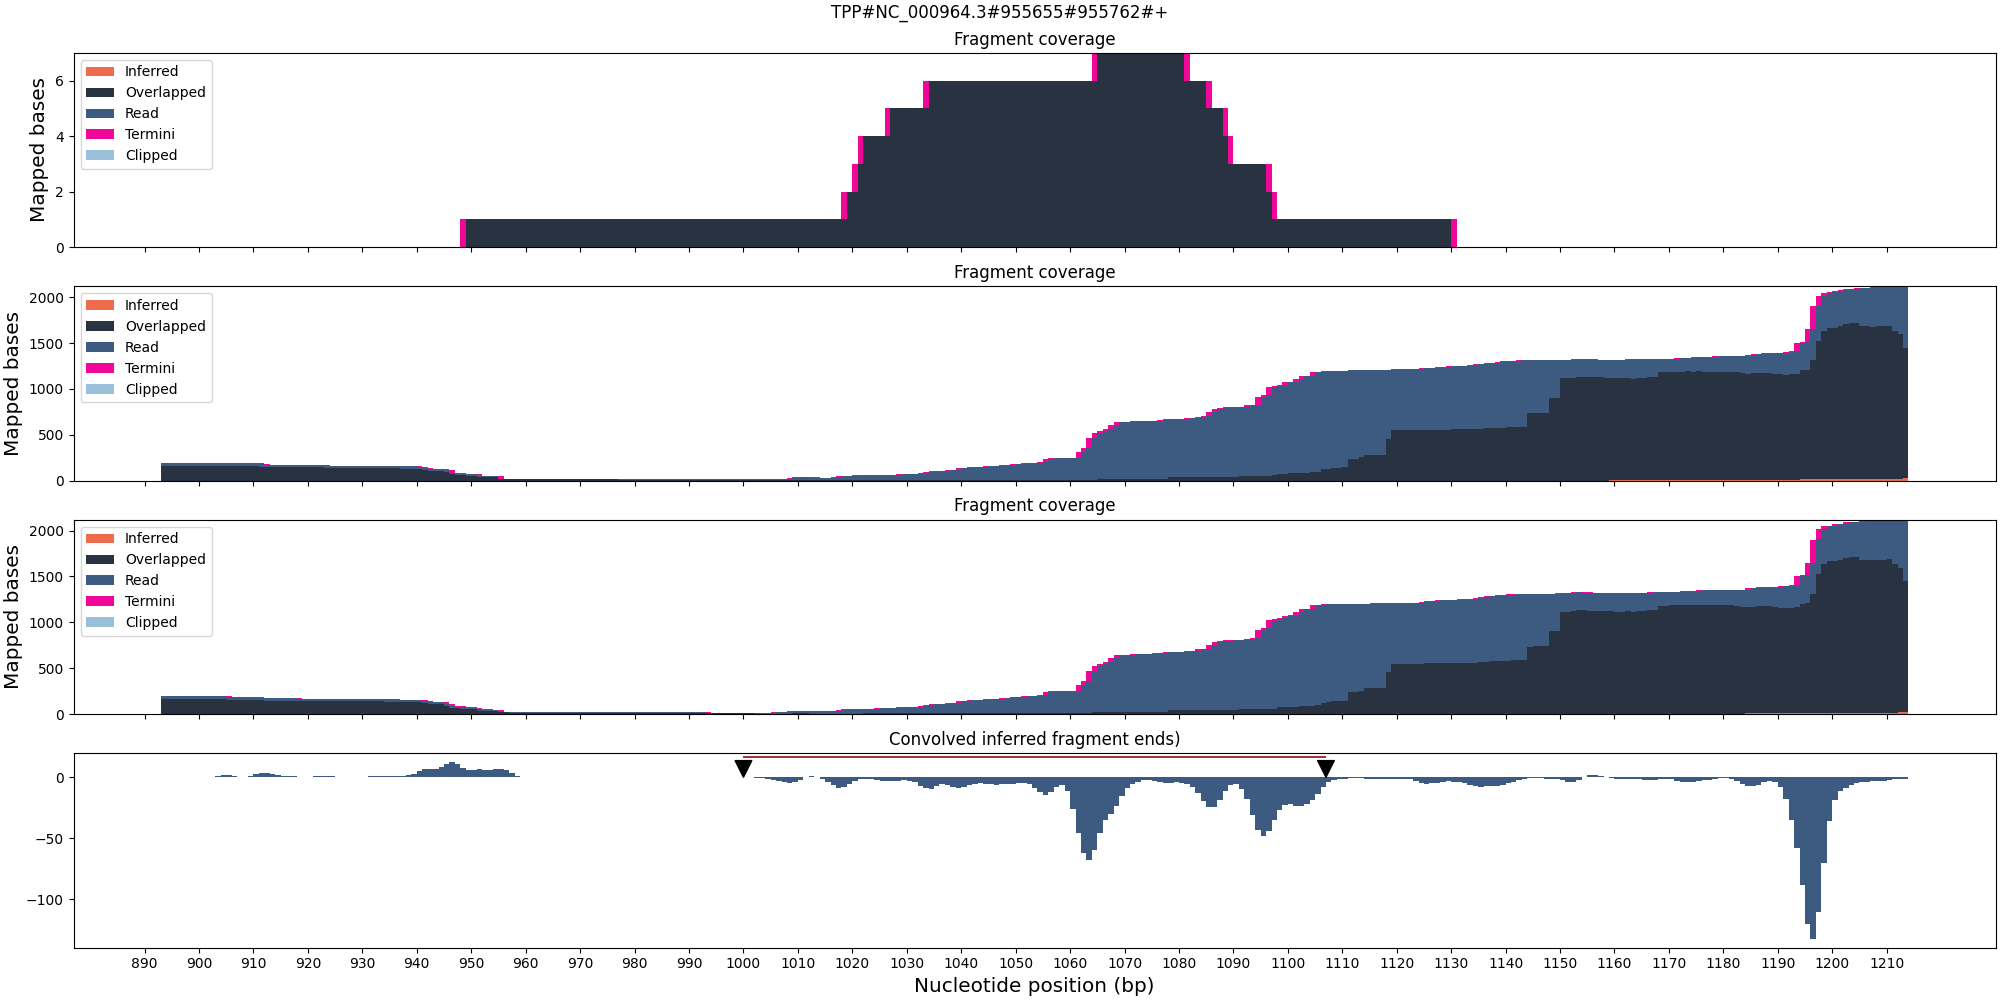 TPP#NC_000964.3#955655#955762#+
Fragment coverage
Mapped bases
6
4
2
0
Inferred
Overlapped
Read
Termini
Clipped
Fragment coverage
Mapped bases
2000
1500
1000
500
0
Inferred
Overlapped
Read
Termini
Clipped
Fragment coverage
Mapped bases
2000
1500
1000
500
0
Inferred
Overlapped
Read
Termini
Clipped
Convolved inferred fragment ends)
0
−50
−100
890 900 910 920 930 940 950 960 970 980 990 1000 1010 1020 1030 1040 1050 1060 1070 1080 1090 1100 1110 1120 1130 1140 1150 1160 1170 1180 1190 1200 1210
Nucleotide position (bp)